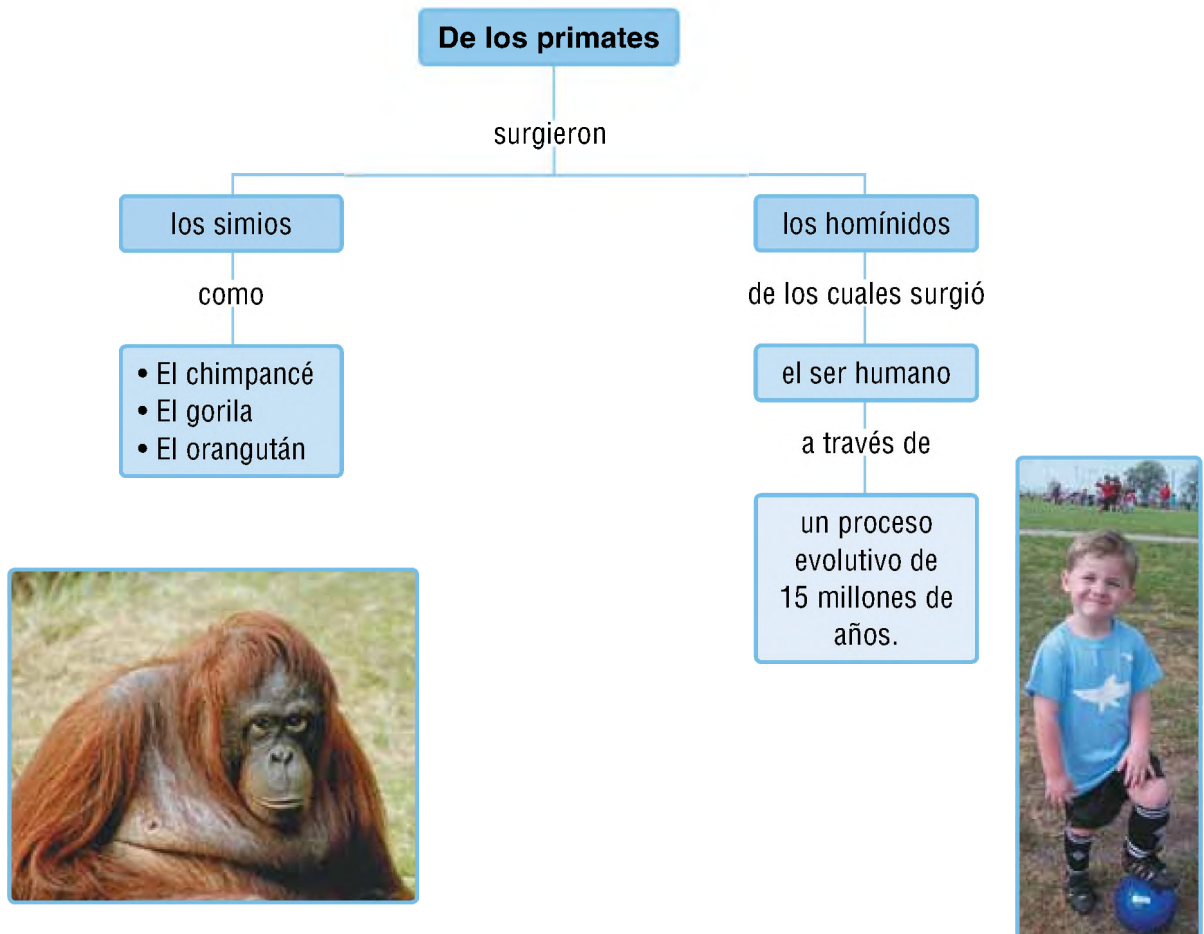 De los primates
surgieron
los simios
como
• El chimpancé
• El gorila
• El orangután
los homínidos
de los cuales surgió
el ser humano
a través de
un proceso
evolutivo de
15 millones de
años.